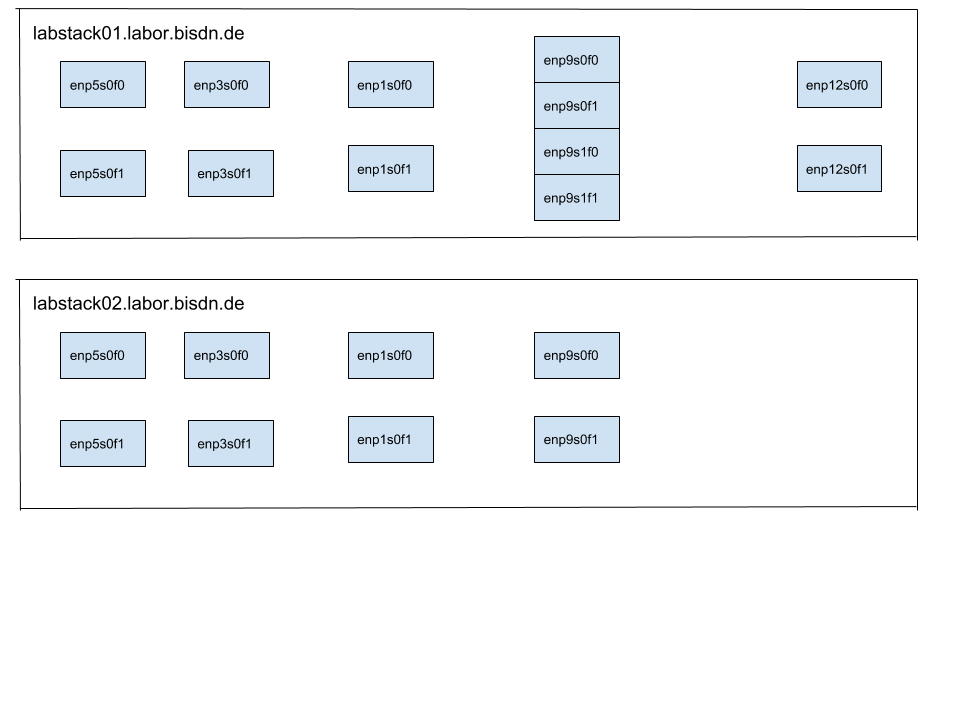 labstack01.labor.bisdn.de
enp5s0f0
enp3s0f0
enp1s0f0
enp9s0f0
enp12s0f0
enp9s0f1
enp9s1f0
enp5s0f1
enp3s0f1
enp1s0f1
enp12s0f1
enp9s1f1
labstack02.labor.bisdn.de
enp5s0f0
enp3s0f0
enp1s0f0
enp9s0f0
enp5s0f1
enp3s0f1
enp1s0f1
enp9s0f1